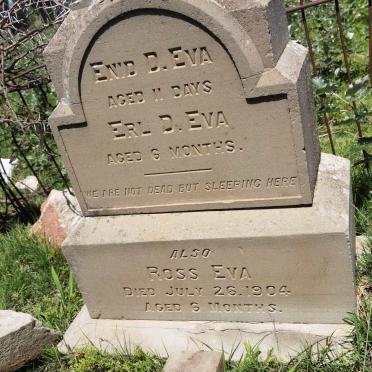 ENID D. EVA
AGED 11 DAYS
ERL D. EVA
AGED 6 MONTHS.
WE ARE NOT DEAD BUT SLEEPING HERE
ALSO
ROSS EVA
DIED JULY 26. 1904
AGED 6 MONTHS.